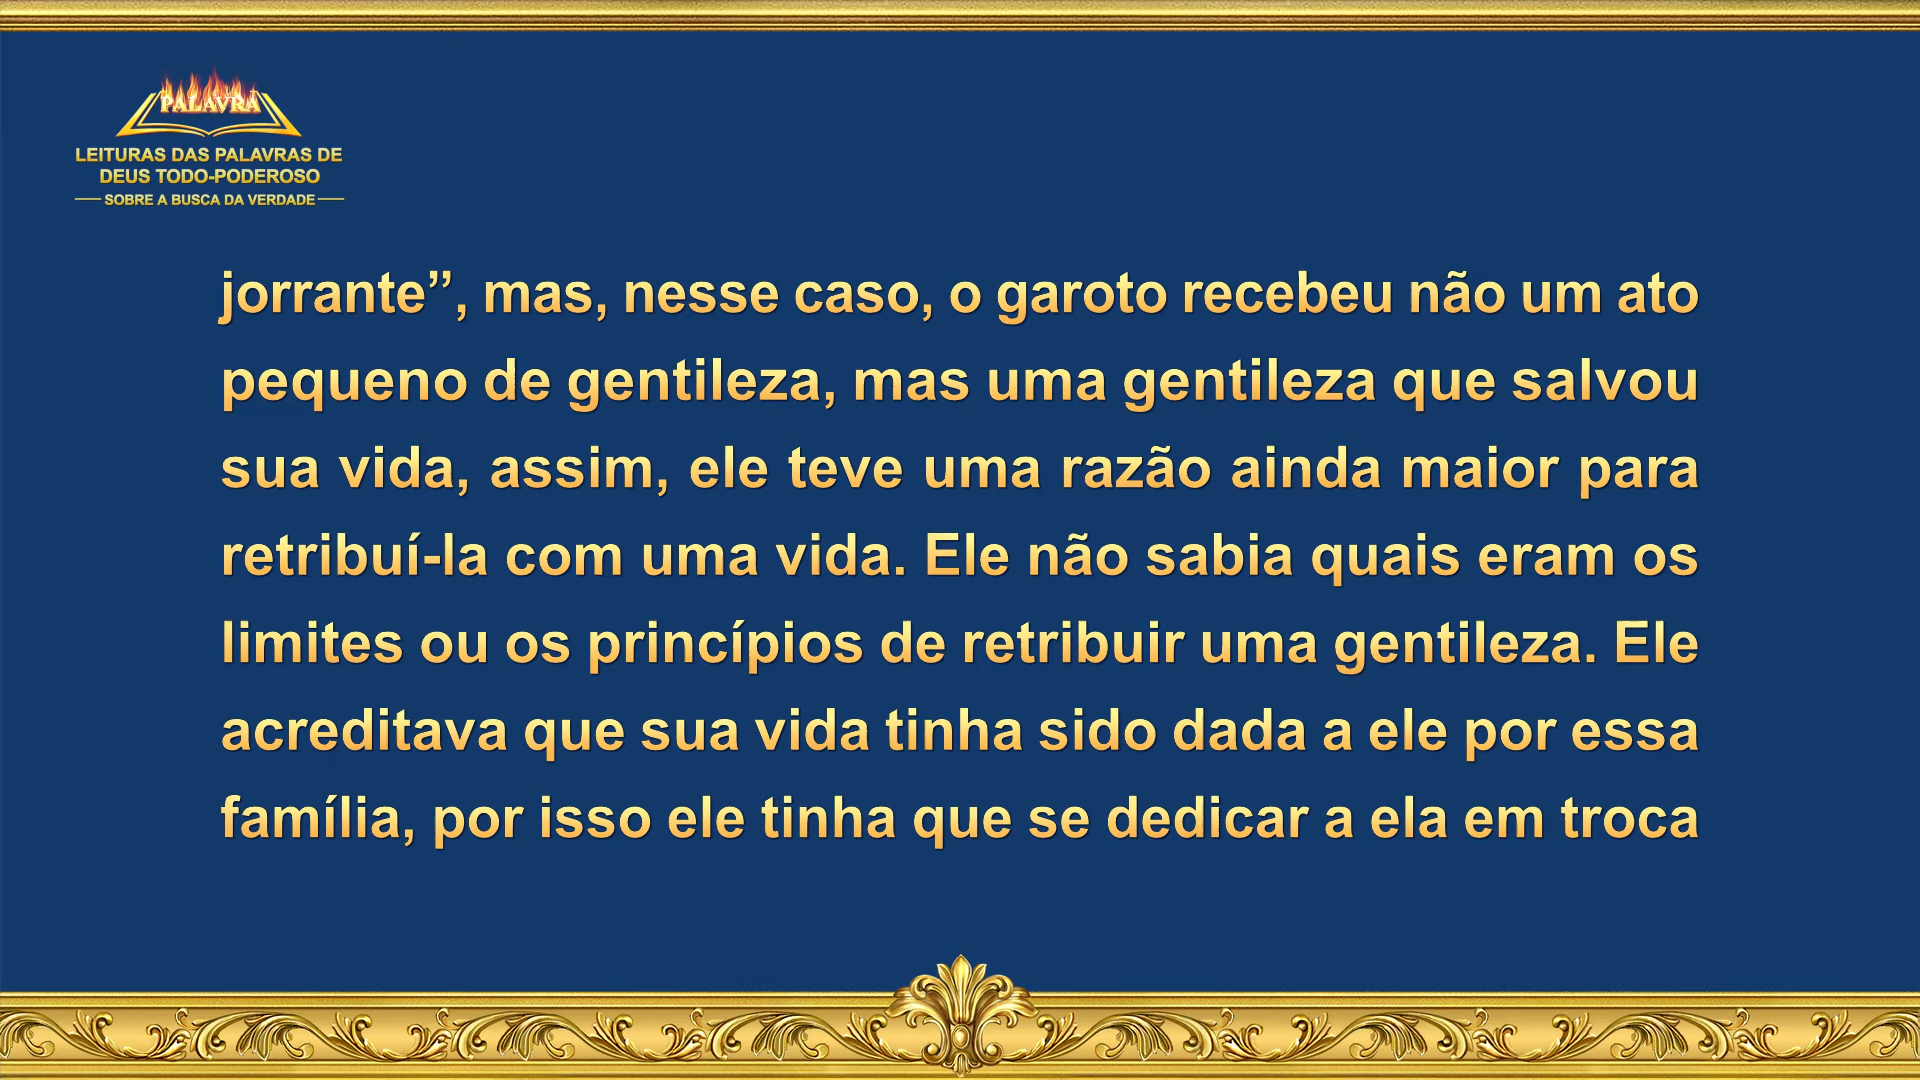 PALAVRA
LEITURAS DAS PALAVRAS DE
DEUS TODO-PODEROSO
SOBRE A BUSCA DA VERDADE
jorrante”, mas, nesse caso, o garoto recebeu não um ato
pequeno de gentileza, mas uma gentileza que salvou
sua vida, assim, ele teve uma razão ainda maior para
retribuí-la com uma vida. Ele não sabia quais eram os
limites ou os princípios de retribuir uma gentileza. Ele
acreditava que sua vida tinha sido dada a ele por essa
família, por isso ele tinha que se dedicar a ela em troca